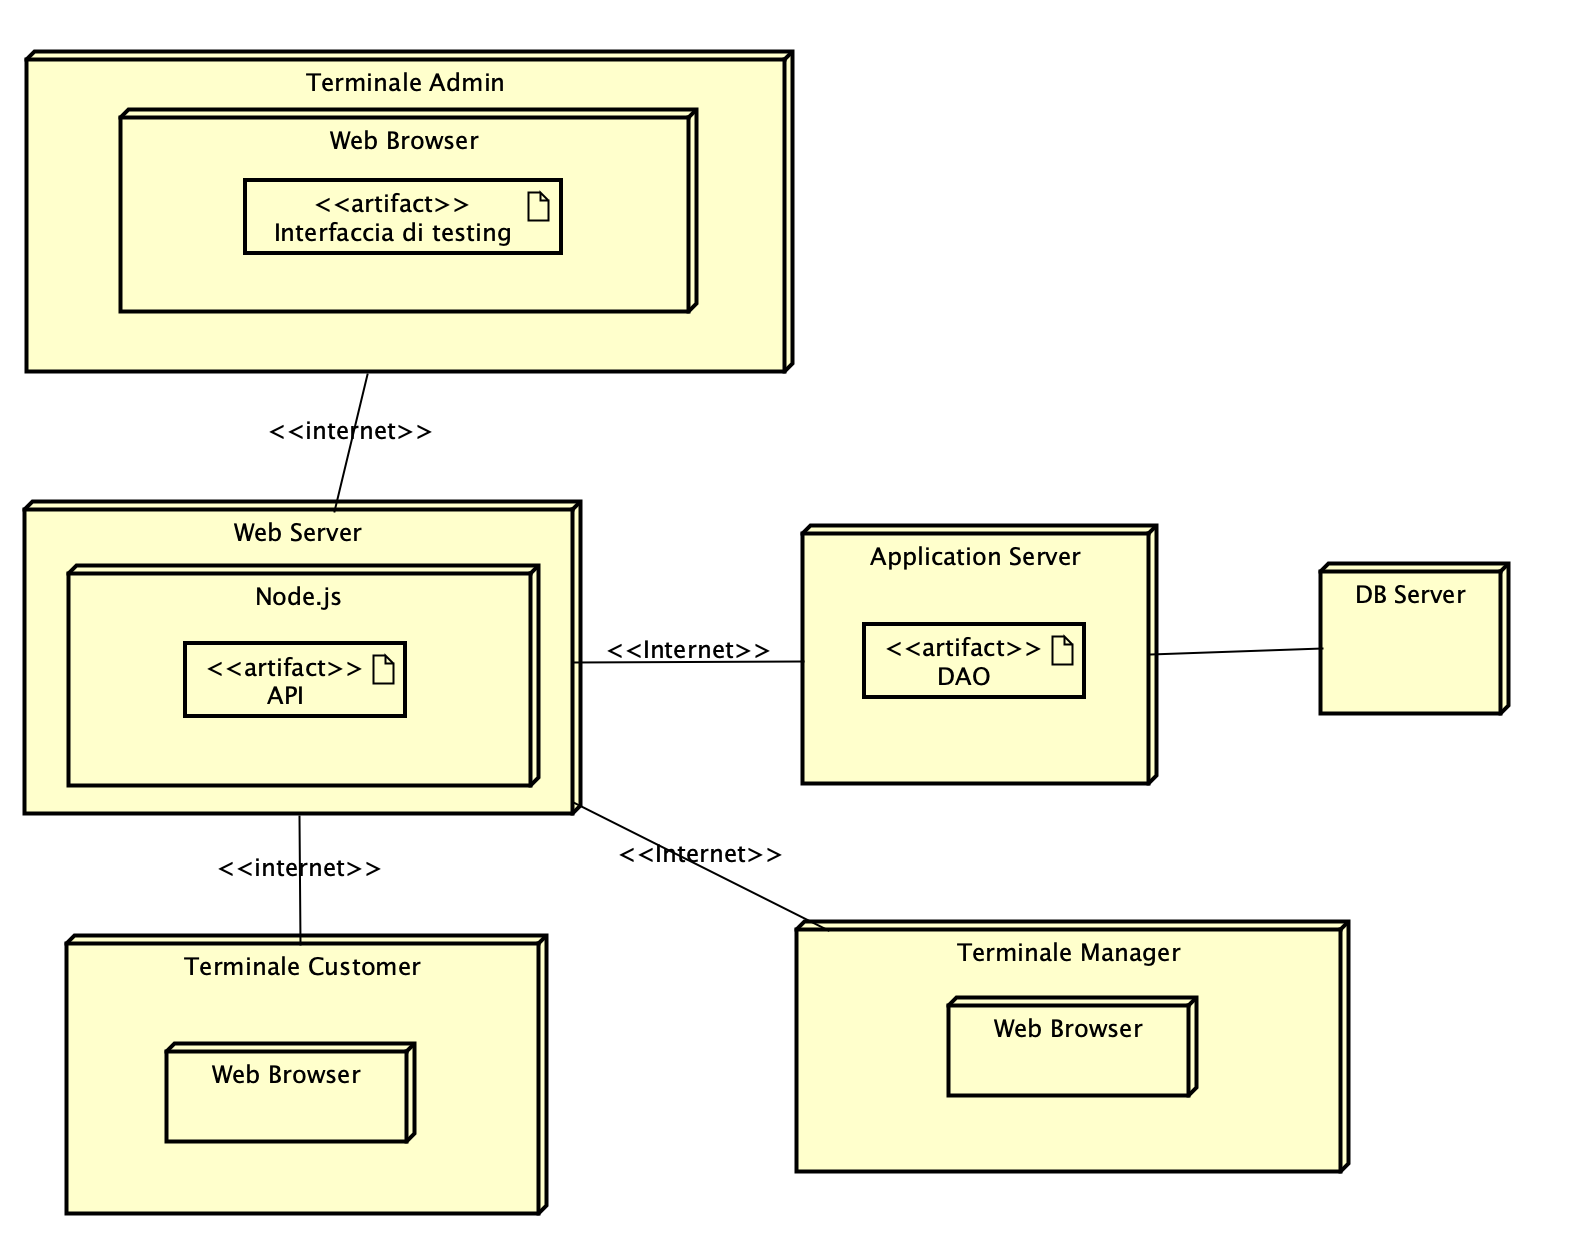 Terminale Admin
Web Browser
<<artifact>>
Interfaccia di testing
<<internet>>
Web Server
Node.js
<<artifact>>
API
<<Internet>>
Application Server
<<artifact>>
DAO
DB Server
<<internet>>
<<Internet>>
Terminale Customer
Web Browser
Terminale Manager
Web Browser